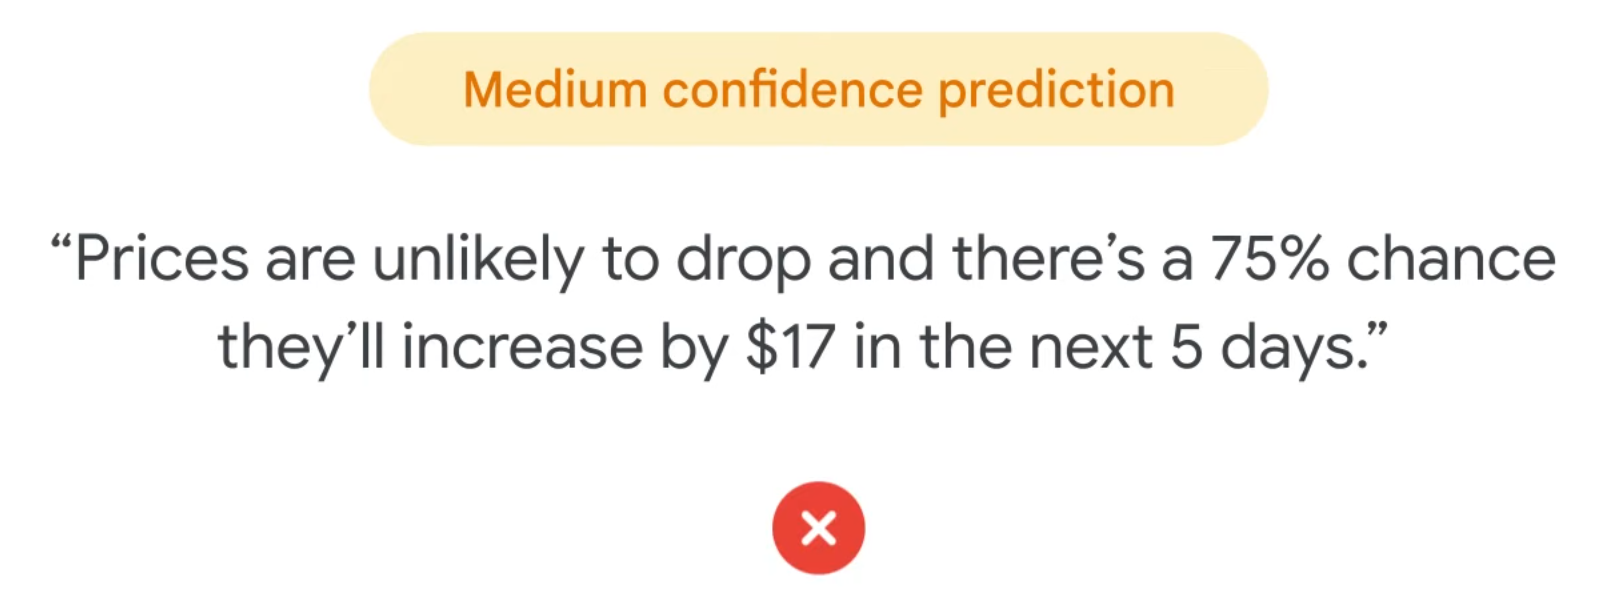 Medium confidence prediction
“Prices are unlikely to drop and there’s a 75% chance
they’ll increase by $17 in the next 5 days.”